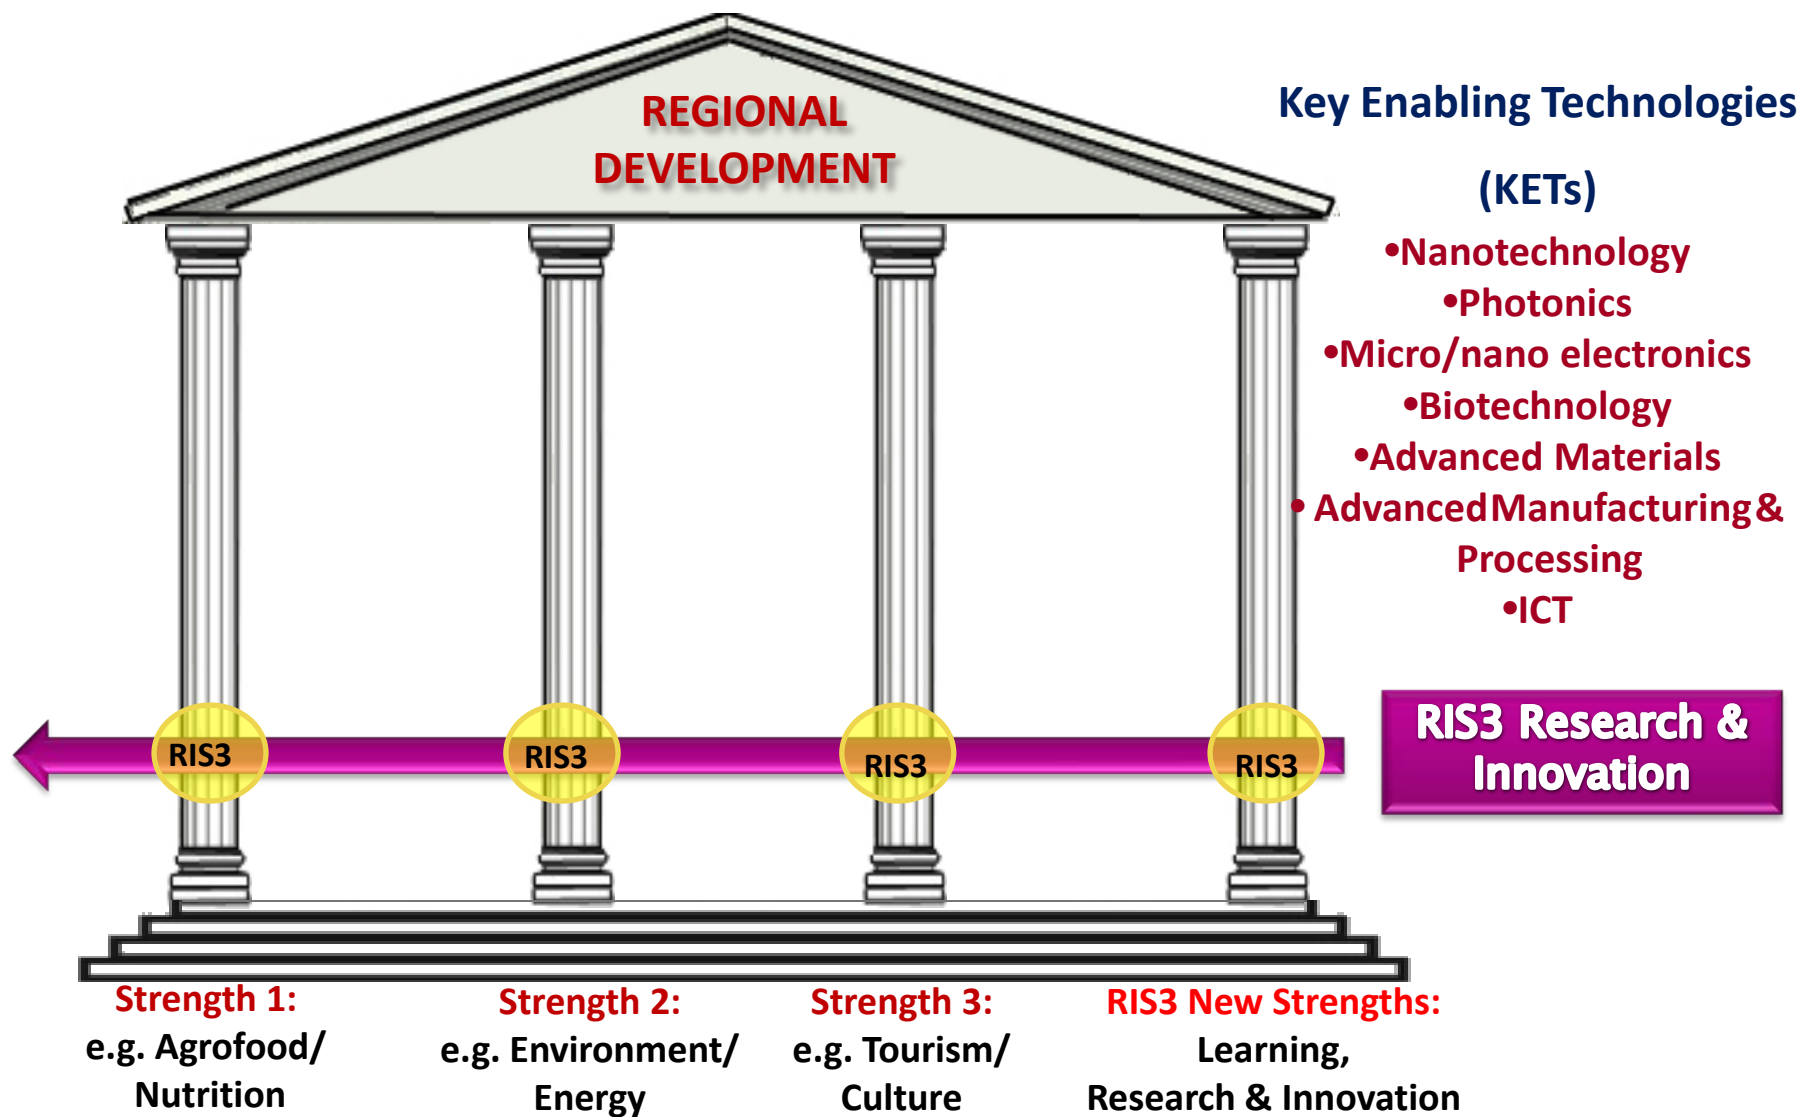 REGIONAL
DEVELOPMENT
Key Enabling Technologies
(KETs)
•Nanotechnology
•Photonics
•Micro/nano electronics
•Biotechnology
•Advanced Materials
• Advanced Manufacturing &
Processing
•ICT
RIS3
RIS3
RIS3
RIS3
RIS3 Research &
Innovation
Strength 1:
e.g. Agrofood/
Nutrition
Strength 2:
e.g. Environment/
Energy
Strength 3:
e.g. Tourism/
Culture
RIS3 New Strengths:
Learning,
Research & Innovation